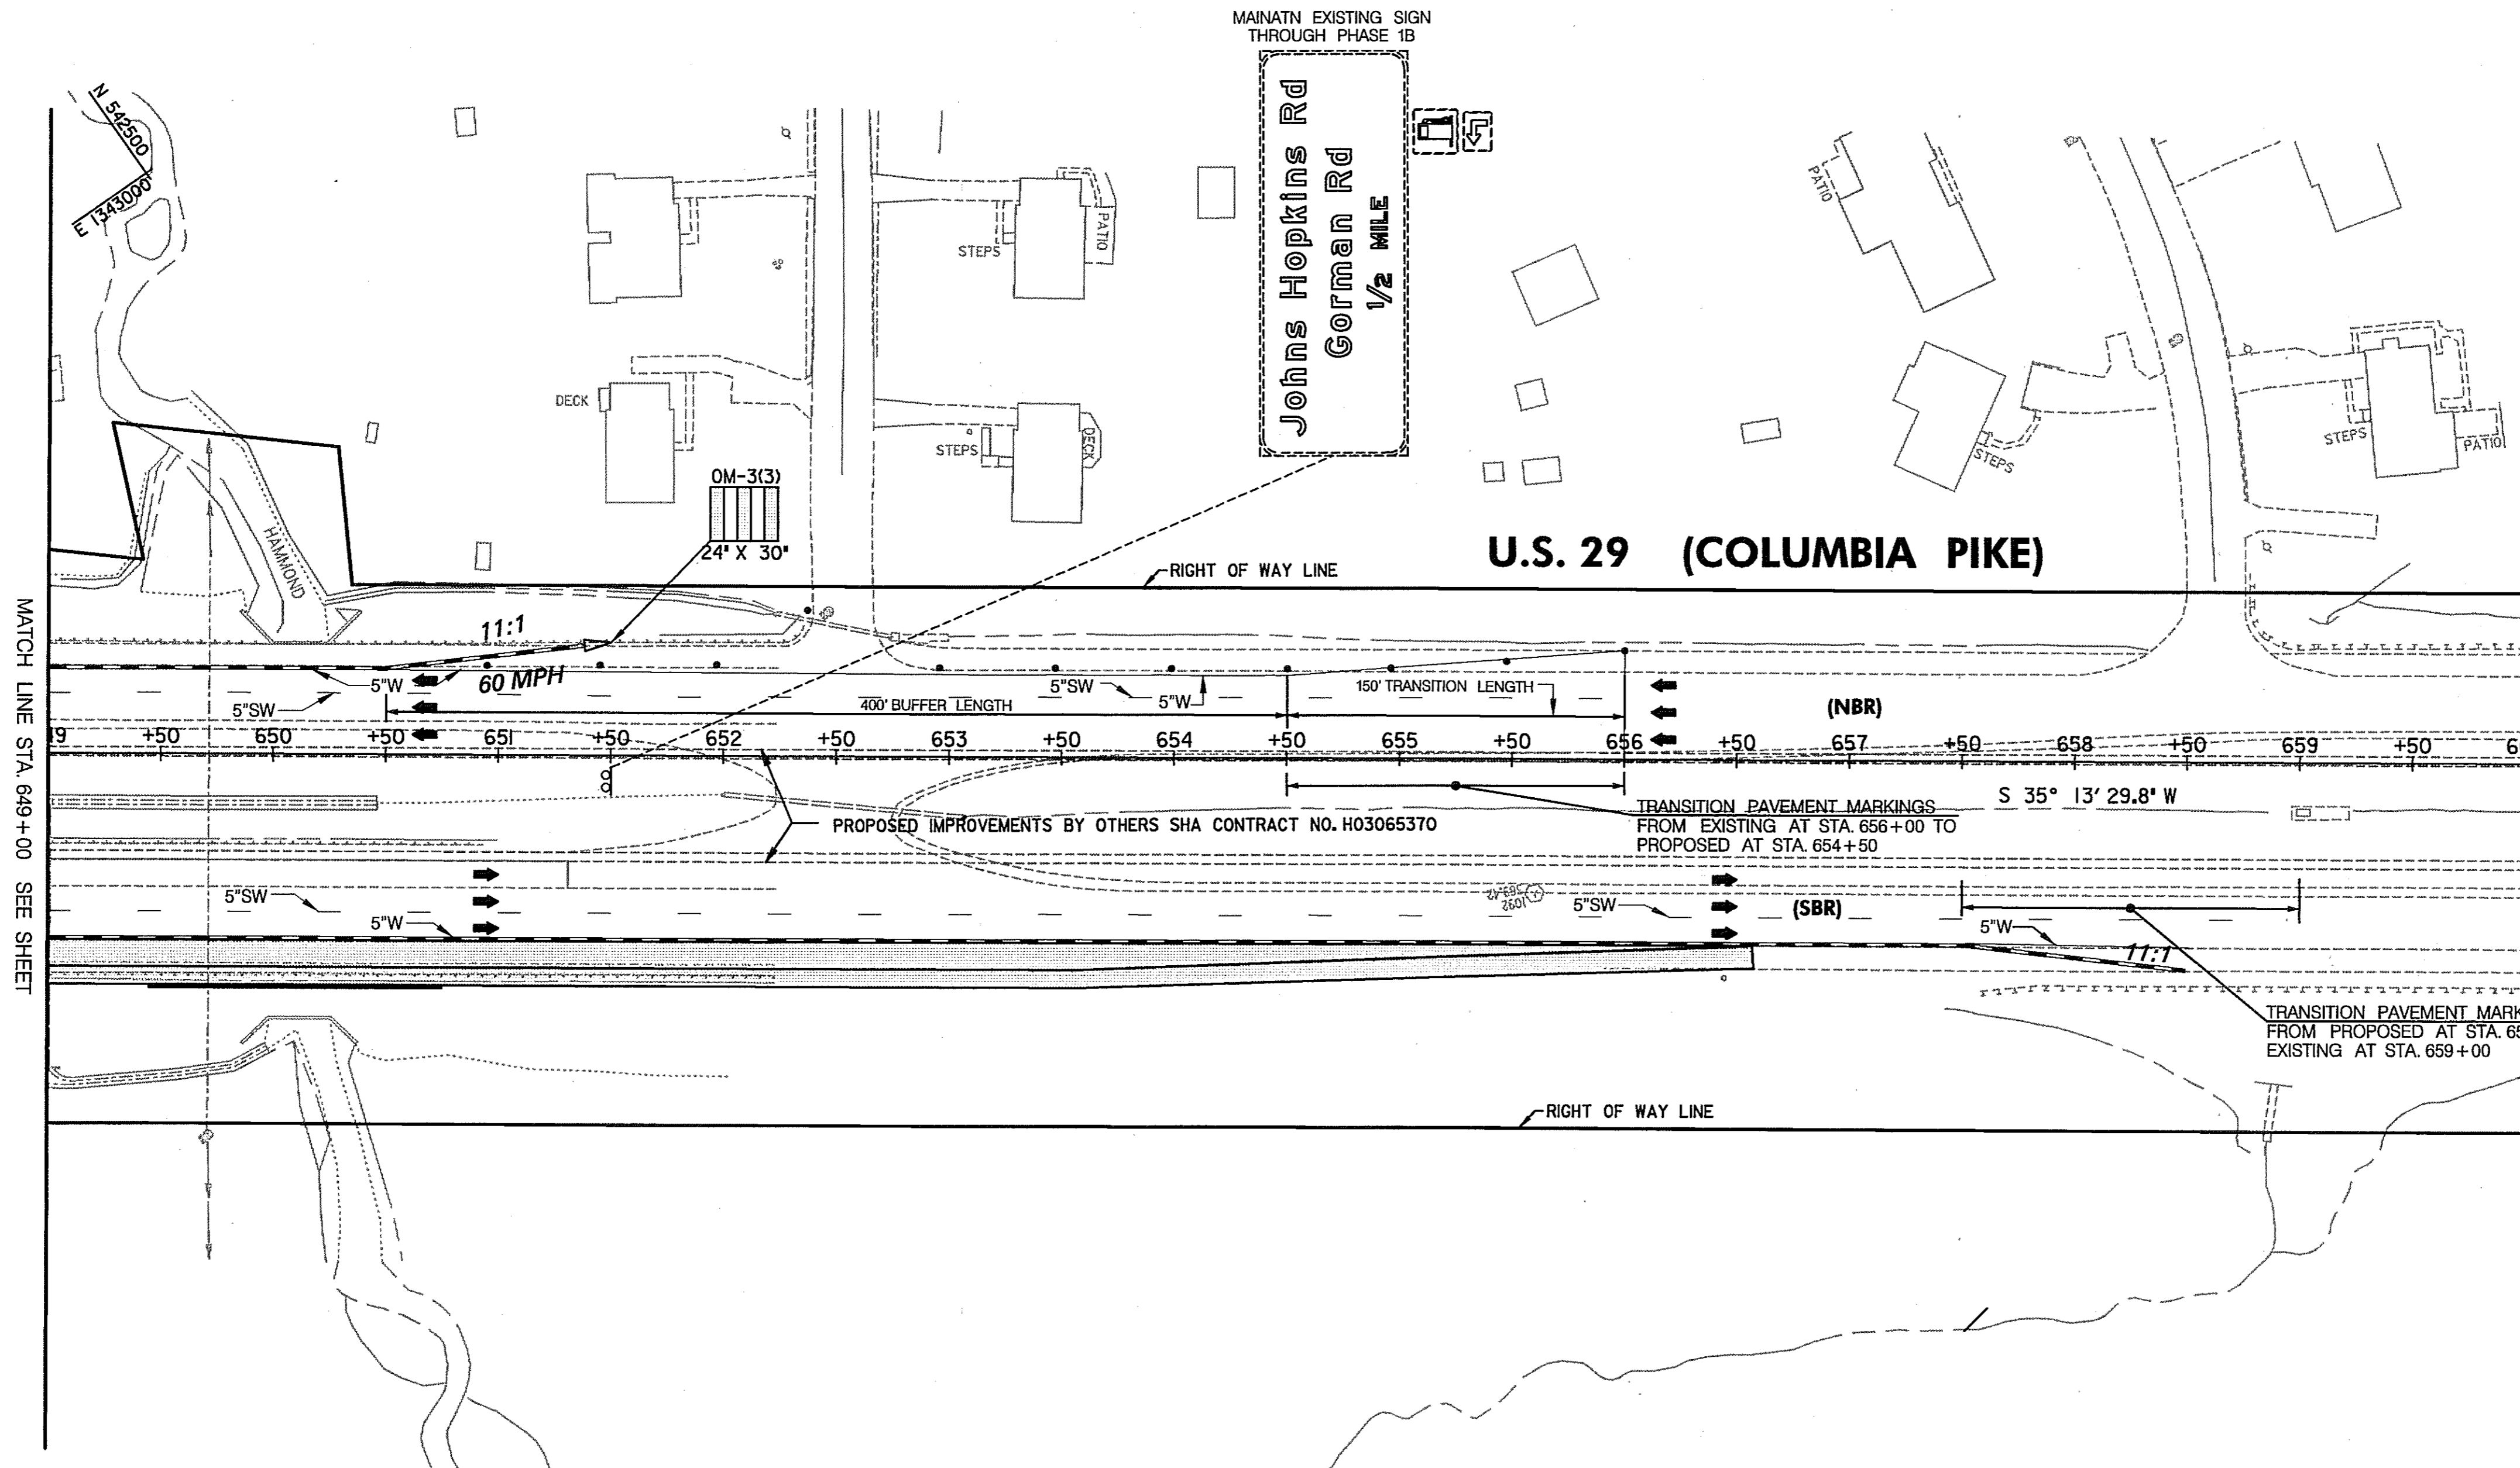 MAINATN EXISTING SIGN
THROUGH PHASE 1B
Johns Hopkins Rd
Gorman Rd
1/2 MILE
N 542500
E 1343000
PATIO
STEPS
PATIO
DECK
STEPS
DECK
STEPS
STEPS
PATIO
HAMMOND
OM-3(3)
24" X 30"
U.S. 29 (COLUMBIA PIKE)
RIGHT OF WAY LINE
11:1
60 MPH
5"W
5"SW
5"SW
5"W
400' BUFFER LENGTH
150' TRANSITION LENGTH
(NBR)
+50 650 +50 651 +50 652 +50 653 +50 654 +50 655 +50 656 +50 657 +50 658 +50 659 +50
S 35° 13' 29.8" W
PROPOSED IMPROVEMENTS BY OTHERS SHA CONTRACT NO. HO3065370
TRANSITION PAVEMENT MARKINGS
FROM EXISTING AT STA. 656+00 TO
PROPOSED AT STA. 654+50
5"SW
5"W
5"SW
(SBR)
5"W
11:1
TRANSITION PAVEMENT MARK
FROM PROPOSED AT STA. 65
EXISTING AT STA. 659+00
RIGHT OF WAY LINE
MATCH LINE STA. 649+00 SEE SHEET